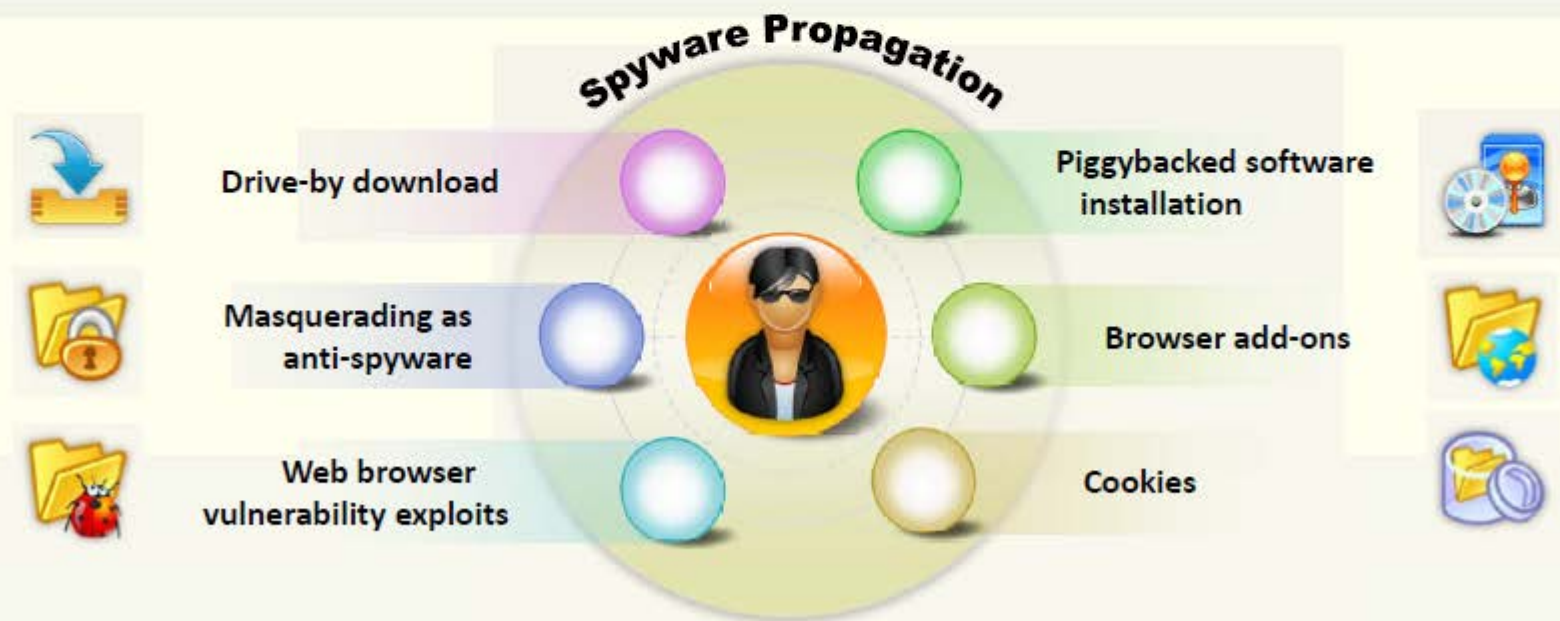 Spyware Propagation
Drive-by download
Piggybacked software
installation
Masquerading as
anti-spyware
Browser add-ons
Web browser
vulnerability exploits
Cookies